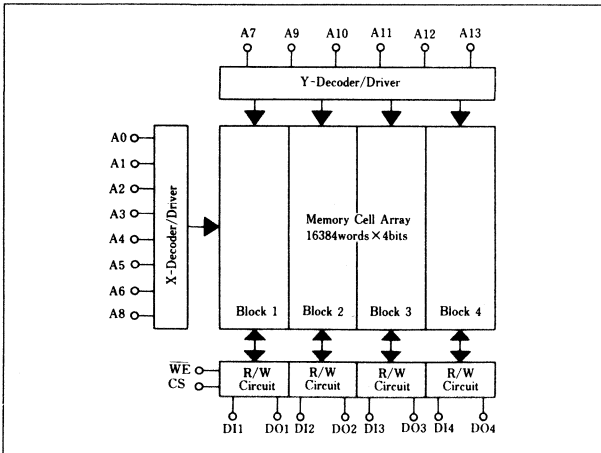 A7 A9 A10 A11 A12 A13
Y-Decoder/Driver
A0
A1
A2
A3
A4
A5
A6
A8
X-Decoder/Driver
Memory Cell Array
16384words×4bits
Block 1 Block 2 Block 3 Block 4
W̅E̅
C̅S̅
R/W Circuit
R/W Circuit
R/W Circuit
R/W Circuit
DI1 DO1 DI2 DO2 DI3 DO3 DI4 DO4